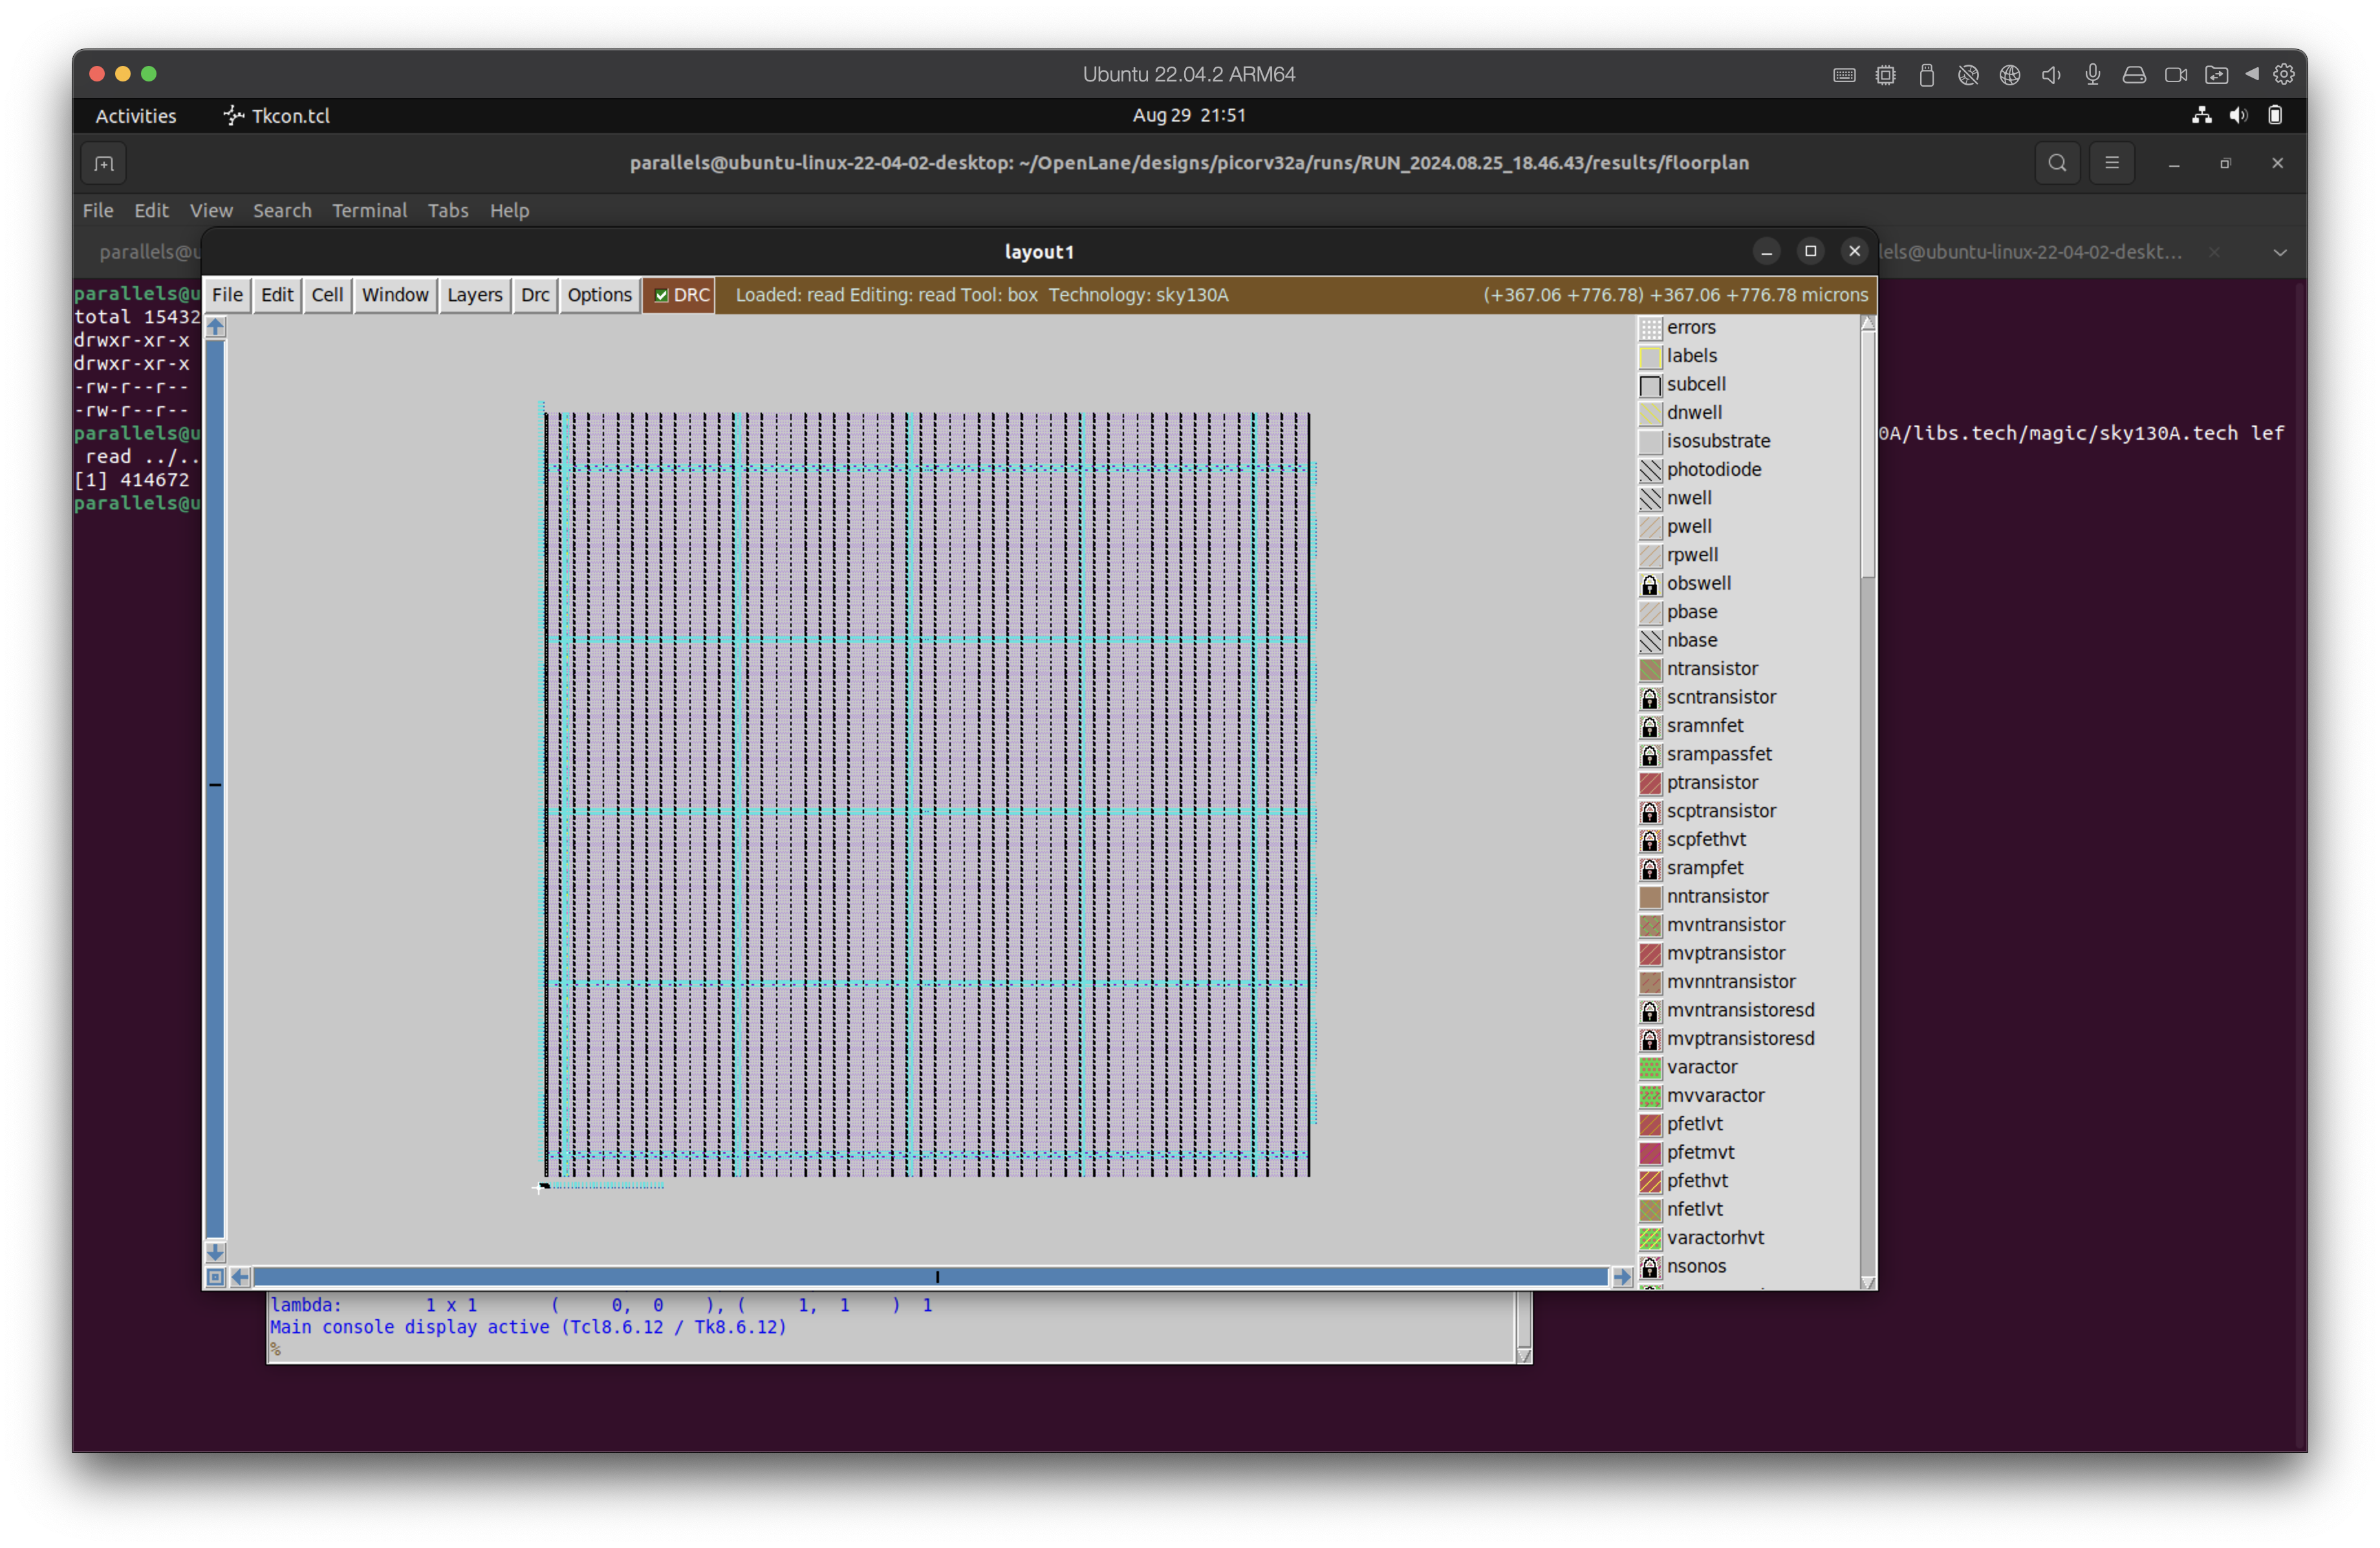 Ubuntu 22.04.2 ARM64
Activities
Tkcon.tcl
Aug 29 21:51
parallels@ubuntu-linux-22-04-02-desktop: ~/OpenLane/designs/picorv32a/runs/RUN_2024.08.25_18.46.43/results/floorplan
File Edit View Search Terminal Tabs Help
parallels@u
lels@ubuntu-linux-22-04-02-deskt...
layout1
File Edit Cell Window Layers Drc Options DRC Loaded: read Editing: read Tool: box Technology: sky130A (+367.06 +776.78) +367.06 +776.78 microns
parallels@u
total 15432
drwxr-xr-x
drwxr-xr-x
-rw-r--r--
-rw-r--r--
parallels@u
0A/libs.tech/magic/sky130A.tech lef
read ../..
[1] 414672
parallels@u
errors
labels
subcell
dnwell
isosubstrate
photodiode
nwell
pwell
rpwell
obswell
pbase
nbase
ntransistor
scntransistor
sramnfet
srampassfet
ptransistor
scptransistor
scpfethvt
srampfet
nntransistor
mvntransistor
mvptransistor
mvnntransistor
mvntransistoresd
mvptransistoresd
varactor
mvvaractor
pfetlvt
pfetmvt
pfethvt
nfetlvt
varactorhvt
nsonos
lambda: 1 x 1 ( 0, 0 ), ( 1, 1 ) 1
Main console display active (Tcl8.6.12 / Tk8.6.12)
%